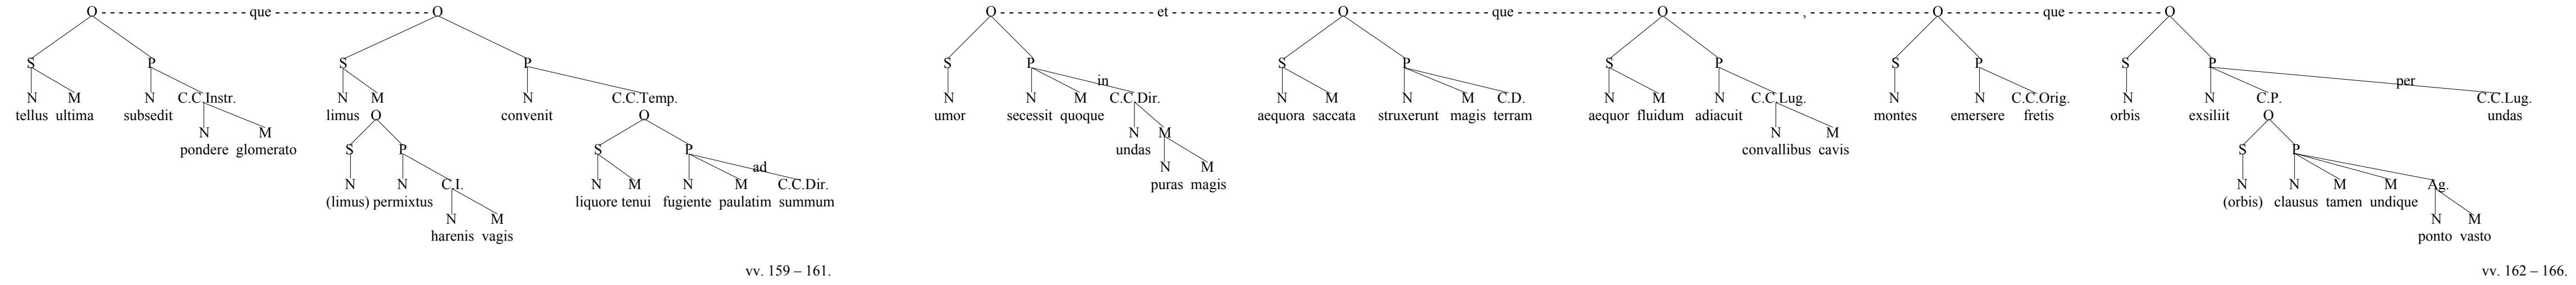 O que O O et O que O , O que O
S P S P S P S P S P S P S P
in per
N M N C.C.Instr. N M N C.C.Temp. N N M C.C.Dir. N M N M C.D. N M N C.C.Lug. N N C.C.Orig. N N C.P. C.C.Lug.
tellus ultima subsedit limus convenit umor secessit quoque aequora saccata struxerunt magis terram aequor fluidum adiacuit montes emersere fretis orbis exsiliit undas
O O O
N M N M N M
pondere glomerato undas convallibus cavis
S P S P S P
ad
N M
puras magis
N N C.I. N M N M C.C.Dir. N N M M Ag.
(limus) permixtus liquore tenui fugiente paulatim summum (orbis) clausus tamen undique
N M N M
harenis vagis ponto vasto
vv. 159 – 161. vv. 162 – 166.